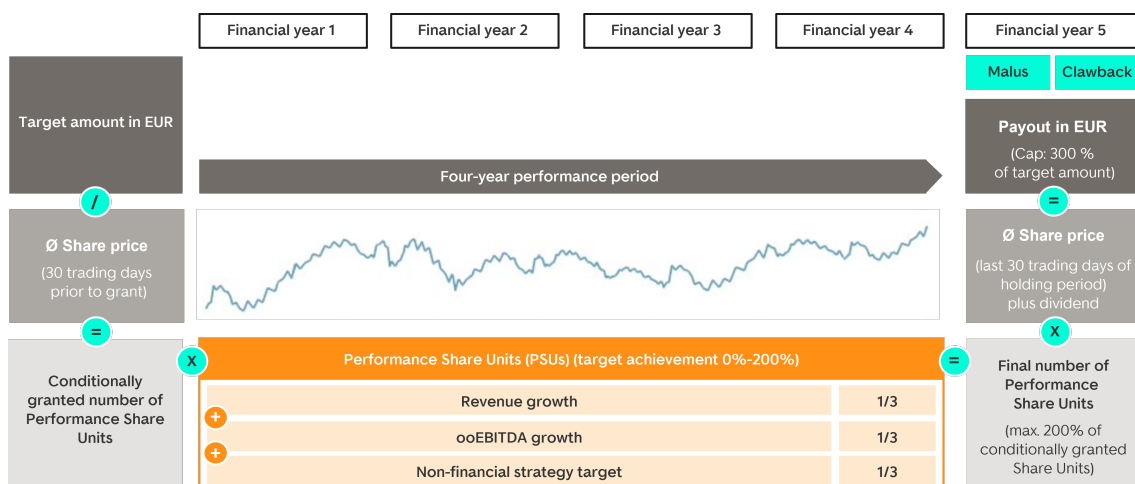 Financial year 1
Financial year 2
Financial year 3
Financial year 4
Financial year 5
Malus
Clawback
Target amount in EUR
Payout in EUR
(Cap: 300 %
of target amount)
Four-year performance period
/
=
Ø Share price
(30 trading days
prior to grant)
Ø Share price
(last 30 trading days of
holding period)
plus dividend
=
X
Conditionally
granted number of
Performance Share
Units
X
Performance Share Units (PSUs) (target achievement 0%-200%)
=
Revenue growth
1/3
+
ooEBITDA growth
1/3
+
Non-financial strategy target
1/3
Final number of
Performance
Share Units
(max. 200% of
conditionally granted
Share Units)